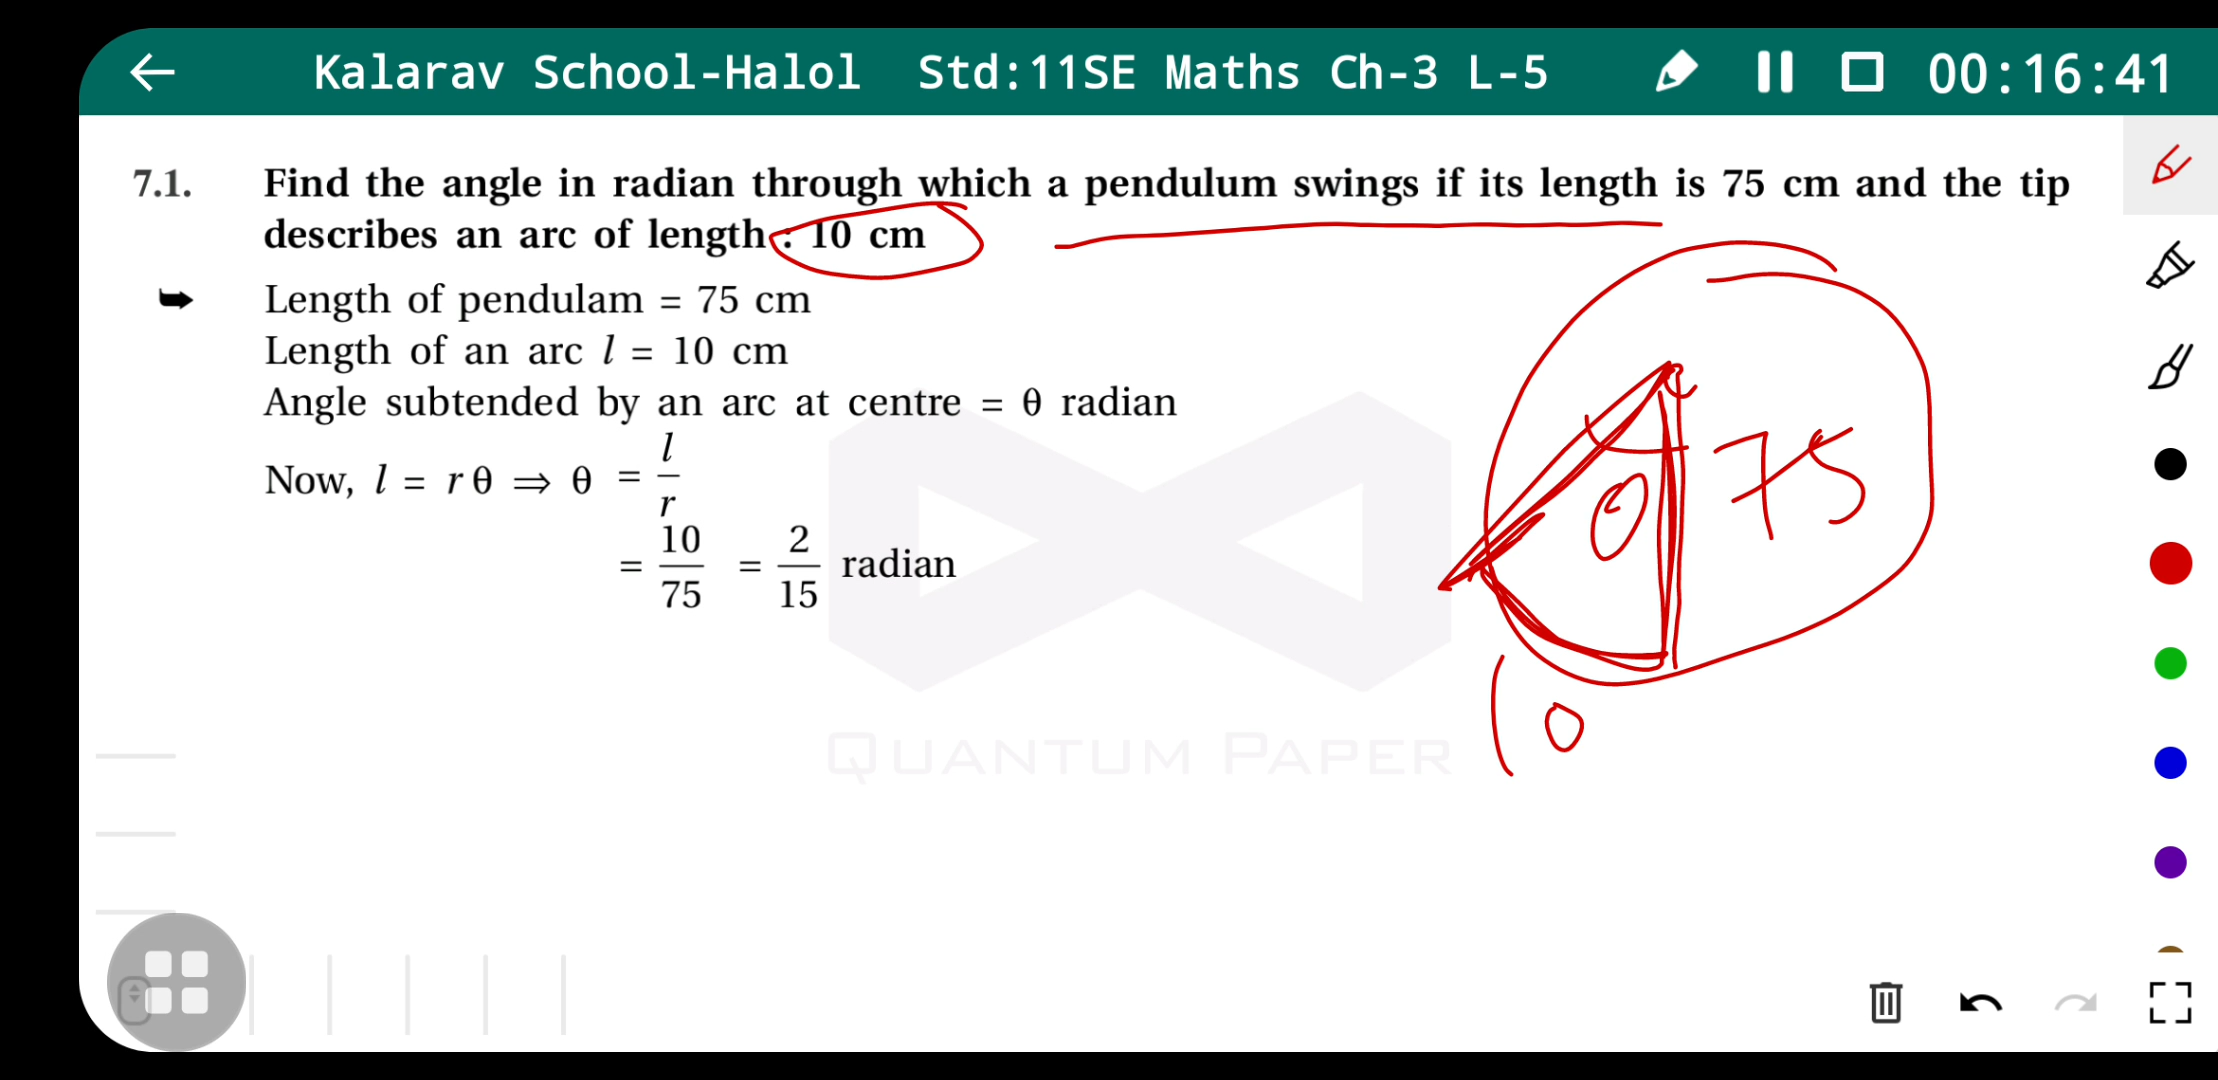 Kalarav School-Halol Std:11SE Maths Ch-3 L-5 00:16:41
7.1. Find the angle in radian through which a pendulum swings if its length is 75 cm and the tip
describes an arc of length : 10 cm
Length of pendulam = 75 cm
Length of an arc l = 10 cm
Angle subtended by an arc at centre = θ radian
Now, l = r θ ⇒ θ = l/r
= 10/75 = 2/15 radian
75
θ
10
QUANTUM PAPER